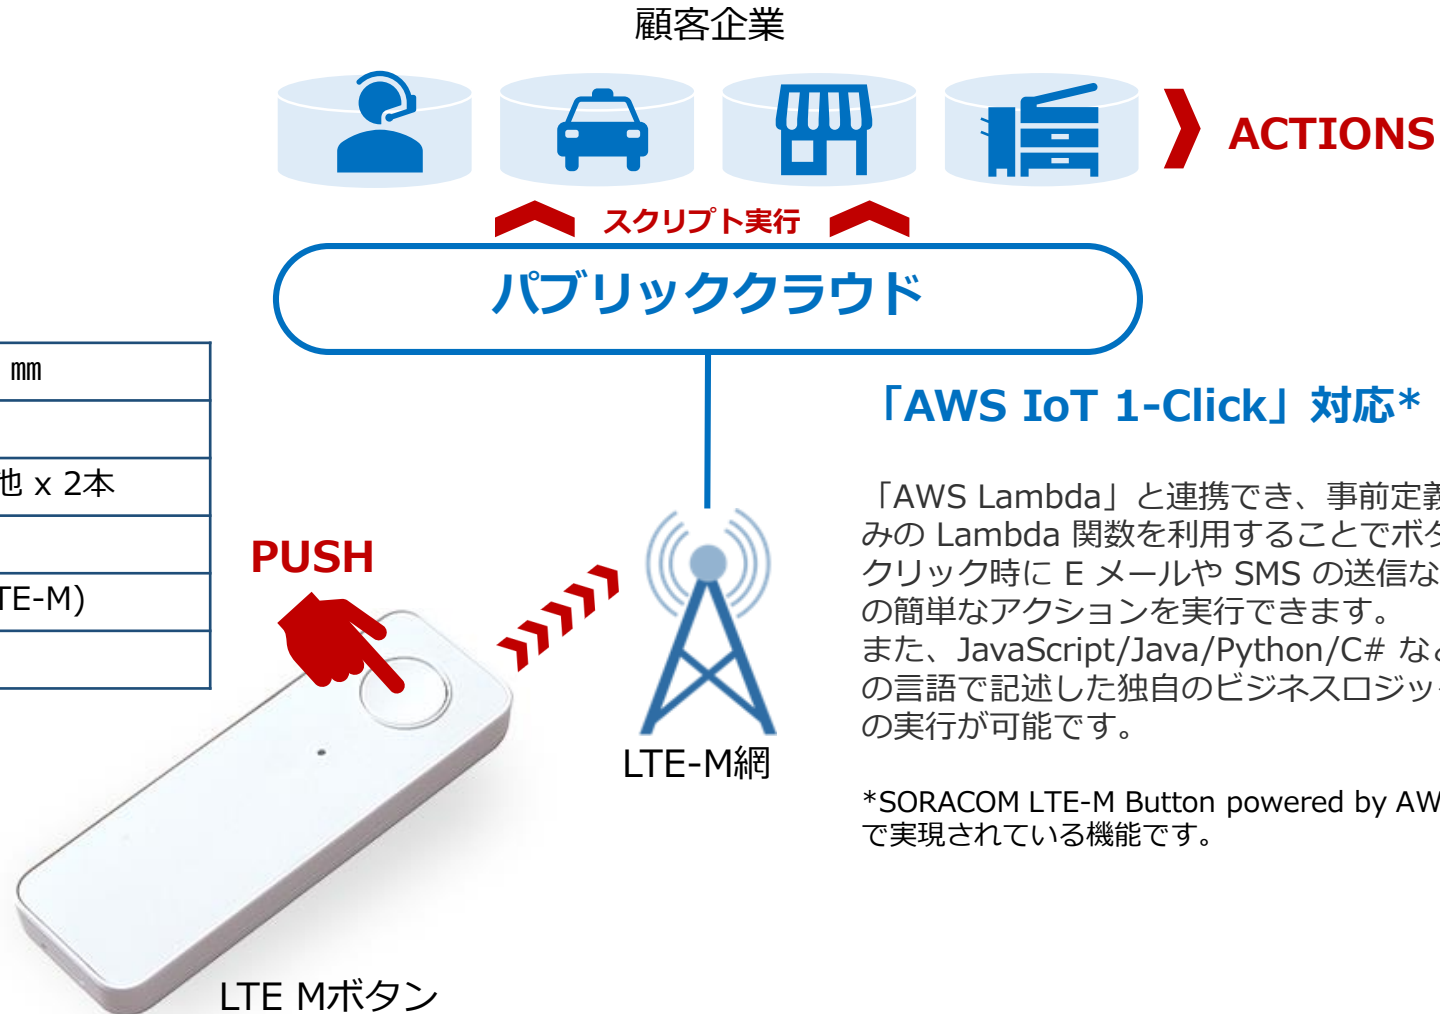 顧客企業
ACTIONS
スクリプト実行
パブリッククラウド
㎜
x 2本
TE-M)
PUSH
「AWS IoT 1-Click」対応*
「AWS Lambda」と連携でき、事前定義
みの Lambda 関数を利用することでボタ
クリック時に E メールや SMS の送信な
の簡単なアクションを実行できます。
また、JavaScript/Java/Python/C# など
の言語で記述した独自のビジネスロジック
の実行が可能です。
LTE-M網
*SORACOM LTE-M Button powered by AW
で実現されている機能です。
LTE Mボタン